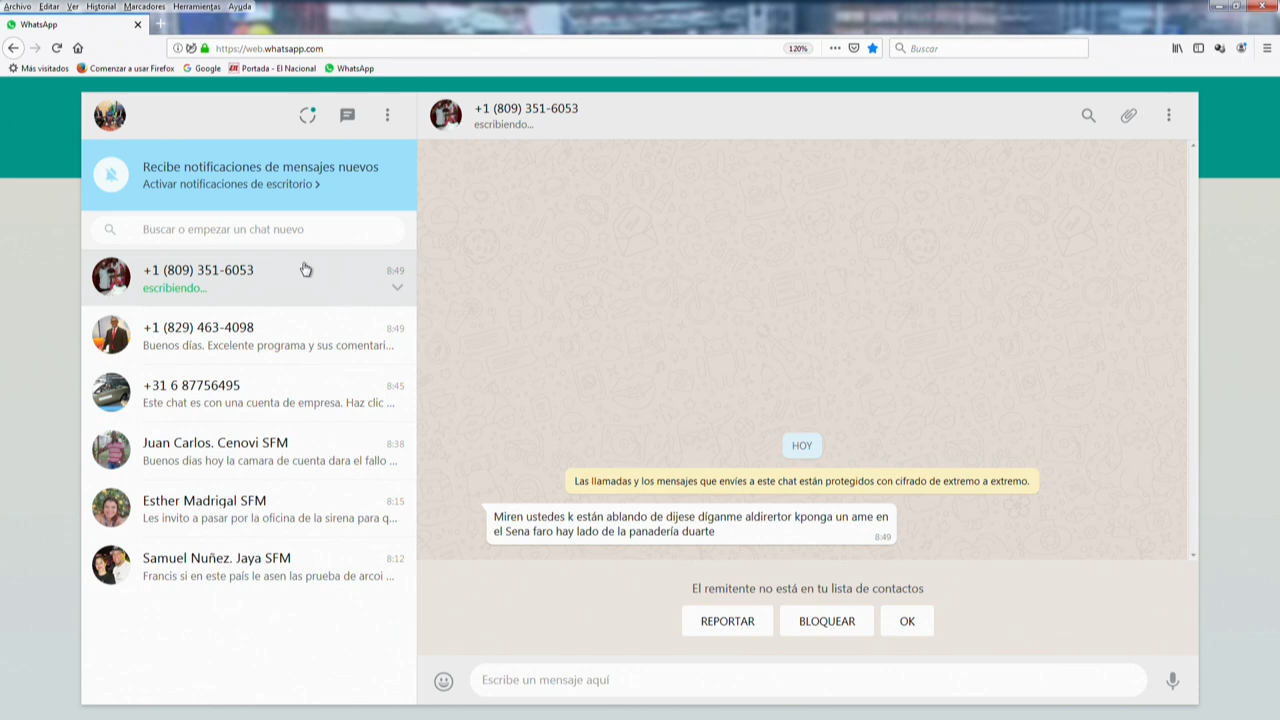 Archivo Editar Ver Historial Marcadores Herramientas Ayuda
WhatsApp
https://web.whatsapp.com
120%
Buscar
Más visitados Comenzar a usar Firefox Google Portada - El Nacional WhatsApp
+1 (809) 351-6053
escribiendo...
Recibe notificaciones de mensajes nuevos
Activar notificaciones de escritorio >
Buscar o empezar un chat nuevo
+1 (809) 351-6053 8:49
escribiendo...
+1 (829) 463-4098 8:49
Buenos días. Excelente programa y sus comentari...
+31 6 87756495 8:45
Este chat es con una cuenta de empresa. Haz clic ...
Juan Carlos. Cenovi SFM 8:38
Buenos dias hoy la camara de cuenta dara el fallo ...
Esther Madrigal SFM 8:15
Les invito a pasar por la oficina de la sirena para q...
Samuel Nuñez. Jaya SFM 8:12
Francis si en este país le asen las prueba de arcoi ...
HOY
Las llamadas y los mensajes que envíes a este chat están protegidos con cifrado de extremo a extremo.
Miren ustedes k están ablando de dijese díganme aldirertor kponga un ame en
el Sena faro hay lado de la panadería duarte
8:49
El remitente no está en tu lista de contactos
REPORTAR BLOQUEAR OK
Escribe un mensaje aquí